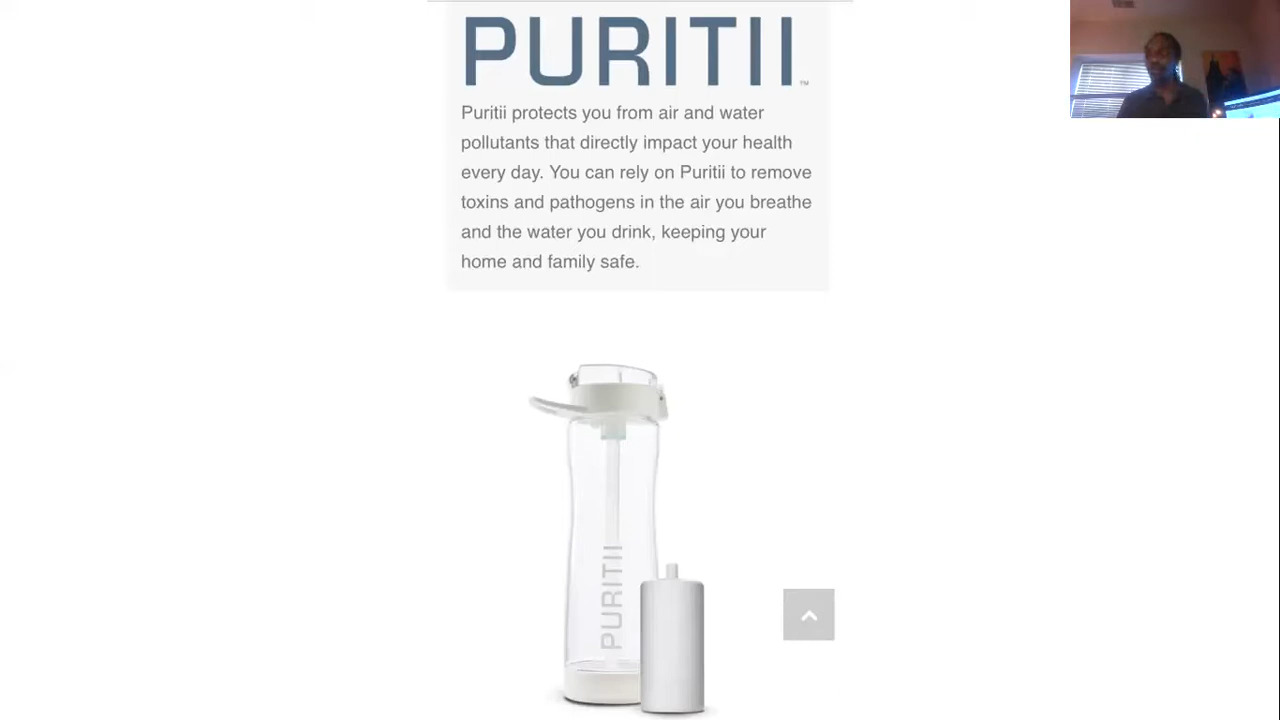 PURITII™
Puritii protects you from air and water
pollutants that directly impact your health
every day. You can rely on Puritii to remove
toxins and pathogens in the air you breathe
and the water you drink, keeping your
home and family safe.
PURITII